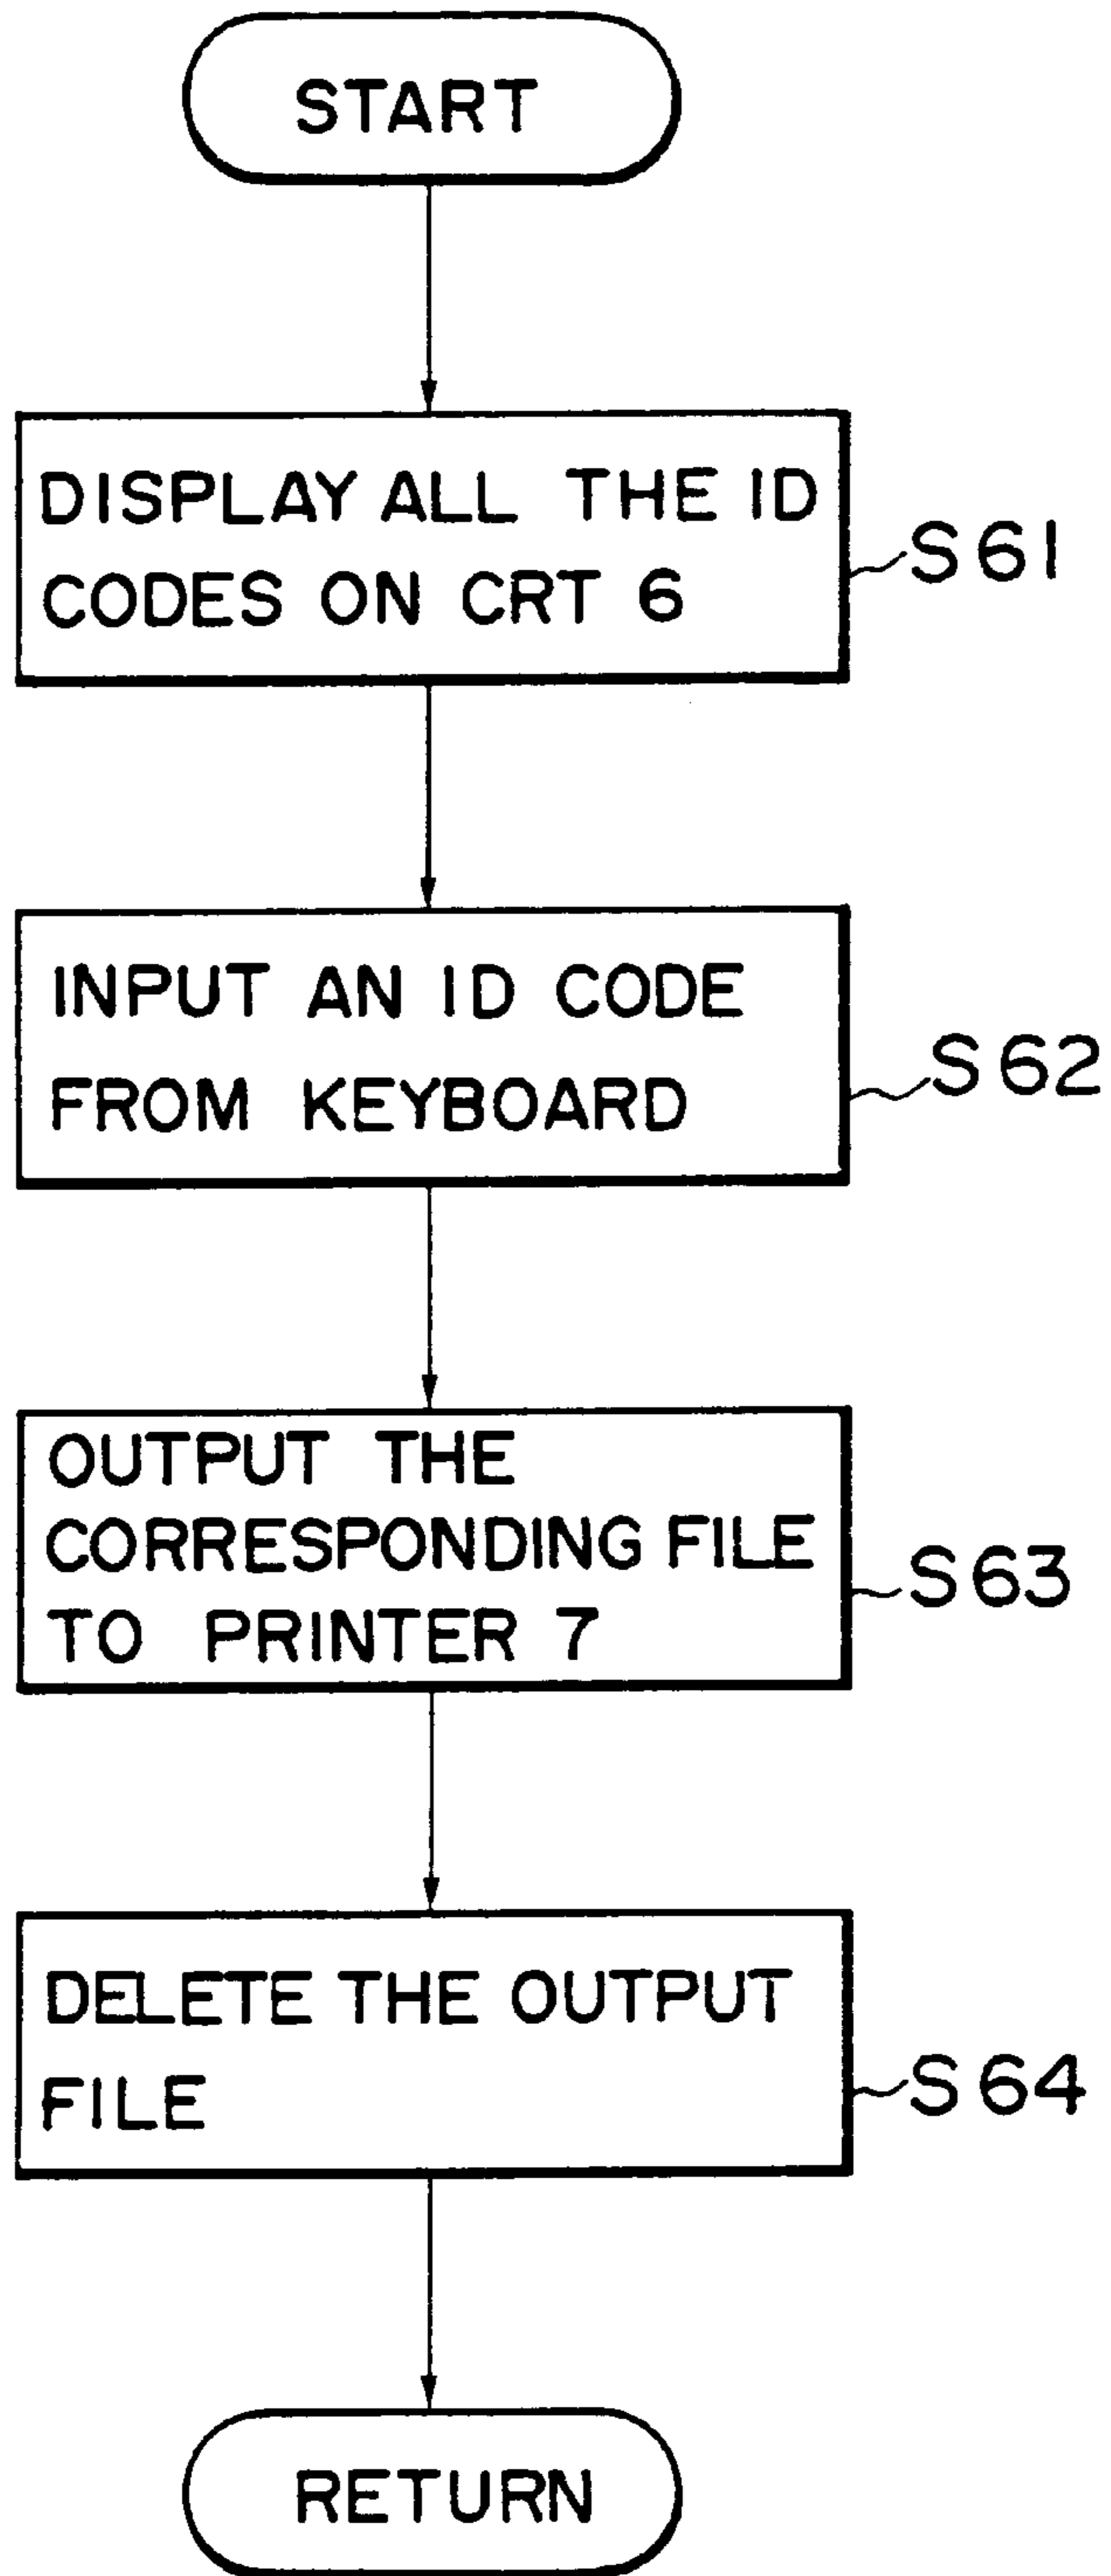 START
DISPLAY ALL THE ID
CODES ON CRT 6
S61
INPUT AN ID CODE
FROM KEYBOARD
S62
OUTPUT THE
CORRESPONDING FILE
TO PRINTER 7
S63
DELETE THE OUTPUT
FILE
S64
RETURN